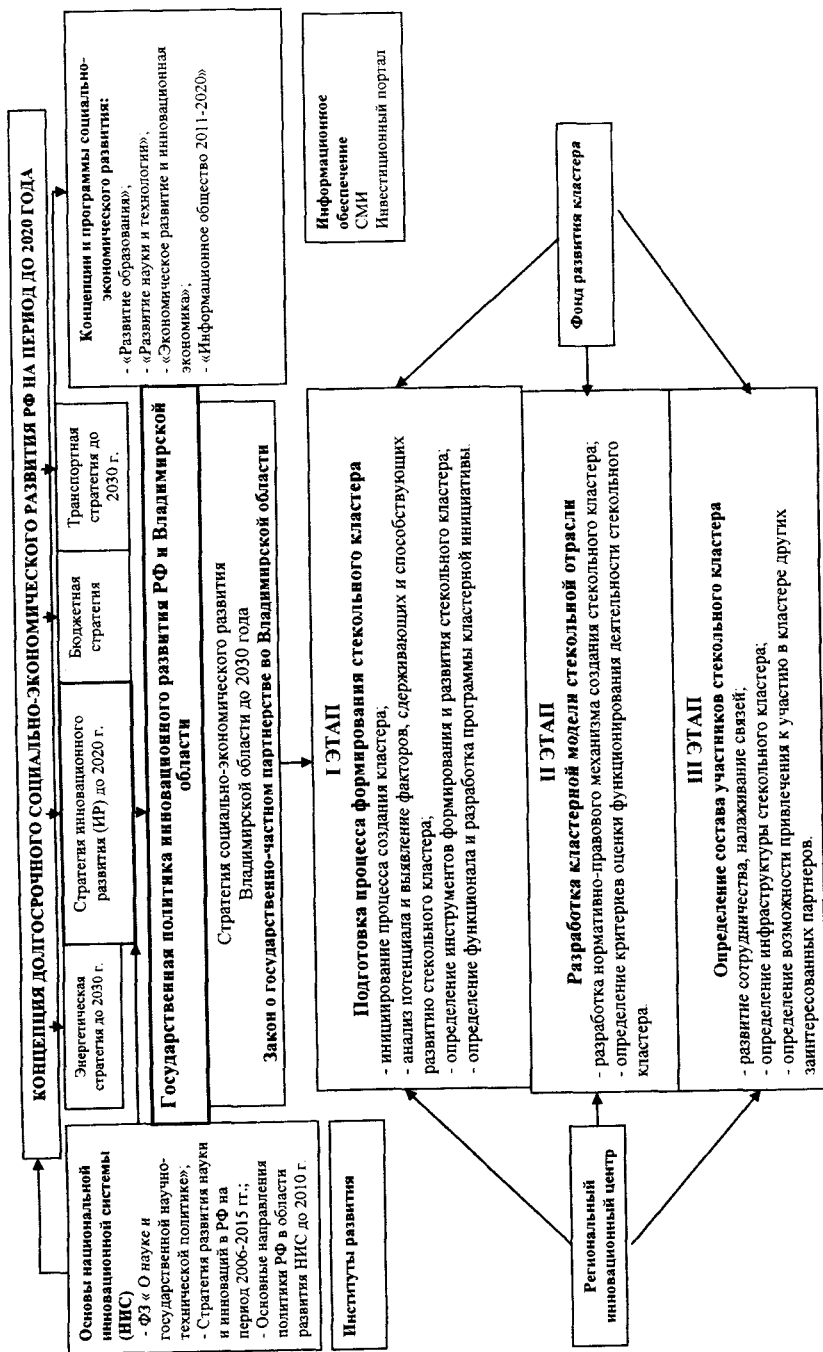 КОНЦЕПЦИЯ ДОЛГОСРОЧНОГО СОЦИАЛЬНО-ЭКОНОМИЧЕСКОГО РАЗВИТИЯ РФ НА ПЕРИОД ДО 2020 ГОДА
Основы национальной
инновационной системы
(НИС)
- ФЗ « О науке и
государственной научно-
технической политике»;
- Стратегия развития науки
и инноваций в РФ на
период 2006-2015 гг.;
- Основные направления
политики РФ в области
развития НИС до 2010 г.
Энергетическая
стратегия до 2030 г.
Стратегия инновационного
развития (ИР) до 2020 г.
Бюджетная
стратегия
Транспортная
стратегия до
2030 г.
Концепции и программы социально-
экономического развития:
- «Развитие образования»;
- «Развитие науки и технологии»;
- «Экономическое развитие и инновационная
экономика»;
- «Информационное общество 2011-2020»
Государственная политика инновационного развития РФ и Владимирской
области
Стратегия социально-экономического развития
Владимирской области до 2030 года
Закон о государственно-частном партнерстве во Владимирской области
Институты развития
Информационное
обеспечение
СМИ
Инвестиционный портал
I ЭТАП
Подготовка процесса формирования стекольного кластера
- инициирование процесса создания кластера;
- анализ потенциала и выявление факторов, сдерживающих и способствующих
развитию стекольного кластера;
- определение инструментов формирования и развития стекольного кластера;
- определение функционала и разработка программы кластерной инициативы.
Региональный
инновационный центр
II ЭТАП
Разработка кластерной модели стекольной отрасли
- разработка нормативно-правового механизма создания стекольного кластера;
- определение критериев оценки функционирования деятельности стекольного
кластера.
Фонд развития кластера
III ЭТАП
Определение состава участников стекольного кластера
- развитие сотрудничества, налаживание связей;
- определение инфраструктуры стекольного кластера;
- определение возможности привлечения к участию в кластере других
заинтересованных партнеров.